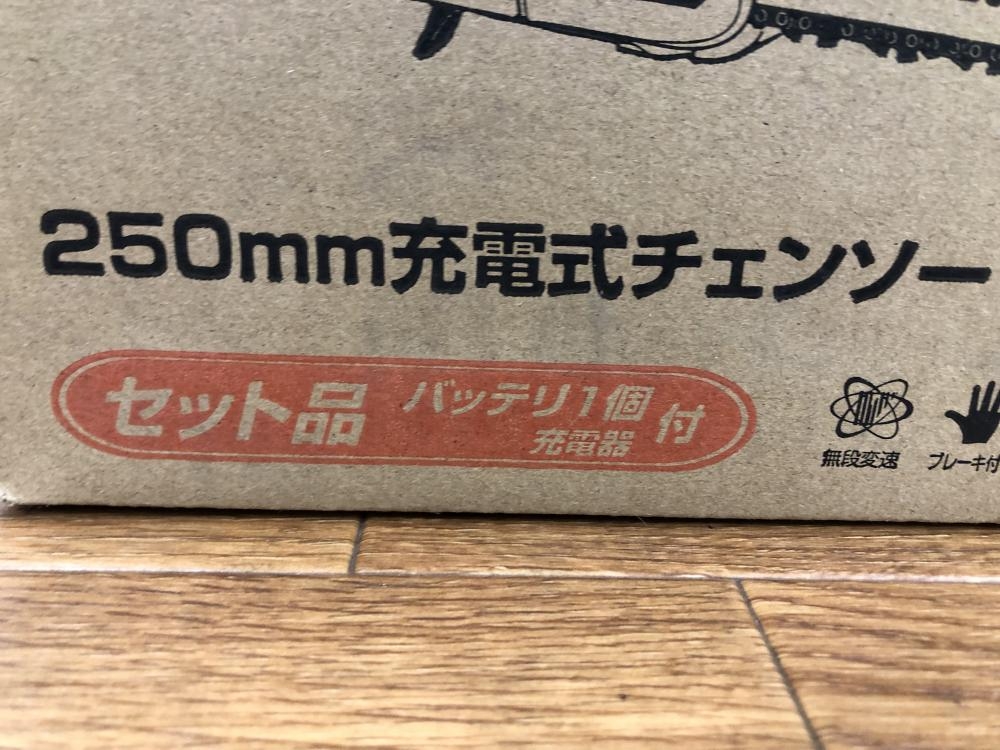 250mm充電式チェンソー
セット品 バッテリ1個 付
充電器
無段変速
ブレーキ付